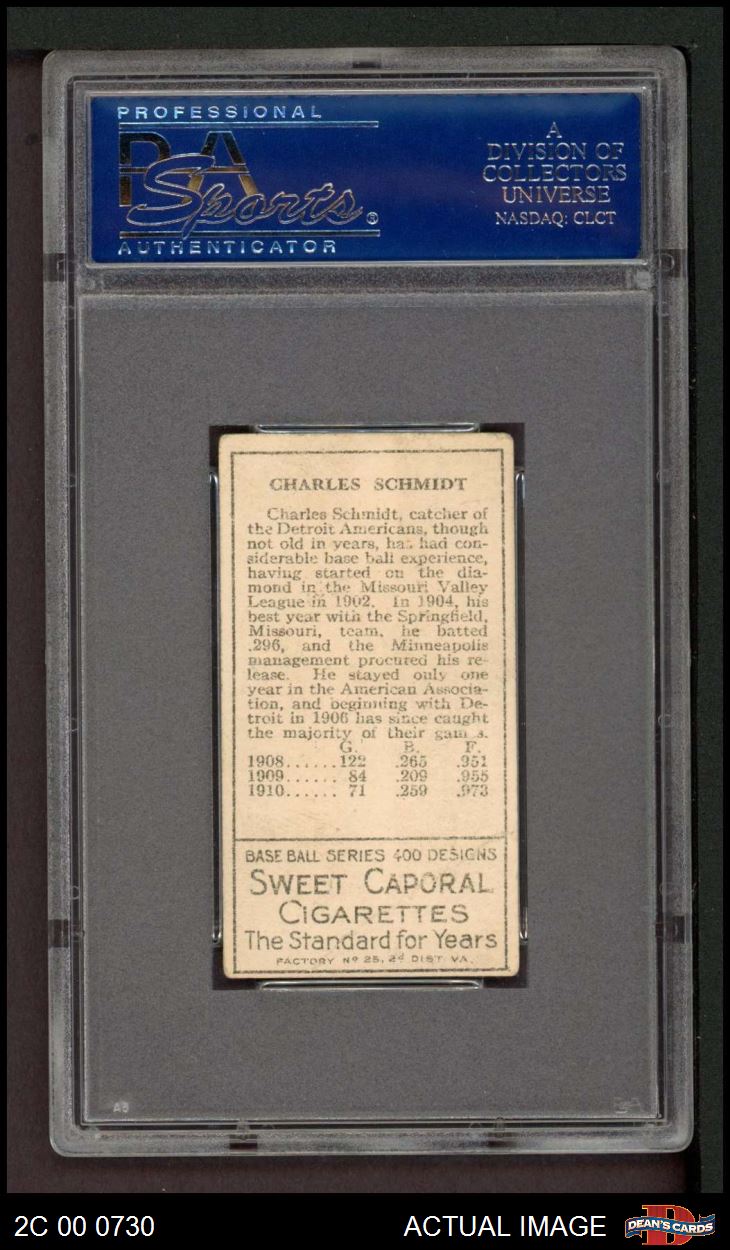 PROFESSIONAL
PSA
Sports®
AUTHENTICATOR
A
DIVISION OF
COLLECTORS
UNIVERSE
NASDAQ: CLCT
CHARLES SCHMIDT
Charles Schmidt, catcher of
the Detroit Americans, though
not old in years, has had con-
siderable base ball experience,
having started on the dia-
mond in the Missouri Valley
League in 1902. In 1904, his
best year with the Springfield,
Missouri, team, he batted
.296, and the Minneapolis
management procured his re-
lease. He stayed only one
year in the American Associa-
tion, and beginning with De-
troit in 1906 has since caught
the majority of their games.
G. B. F.
1908......122 .265 .951
1909...... 84 .209 .955
1910...... 71 .259 .973
BASE BALL SERIES 400 DESIGNS
SWEET CAPORAL
CIGARETTES
The Standard for Years
FACTORY Nº 25, 2d DIST. VA.
2C 00 0730
ACTUAL IMAGE
DEAN'S CARDS